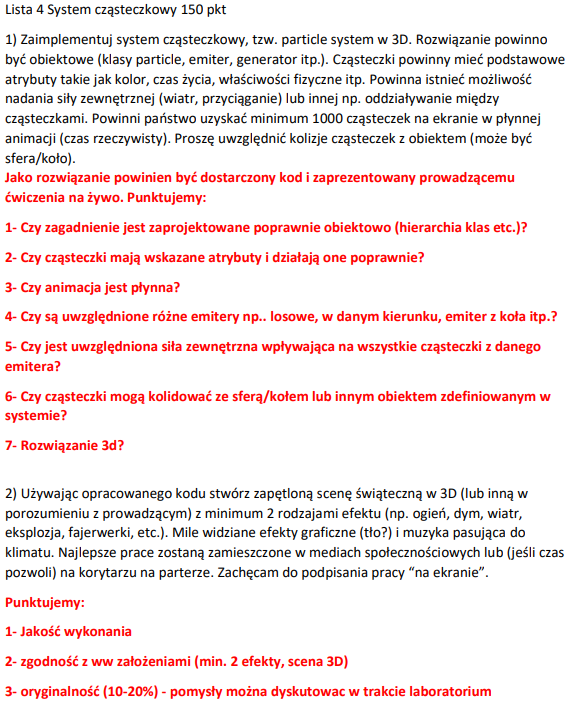 Lista 4 System cząsteczkowy 150 pkt
1) Zaimplementuj system cząsteczkowy, tzw. particle system w 3D. Rozwiązanie powinno
być obiektowe (klasy particle, emiter, generator itp.). Cząsteczki powinny mieć podstawowe
atrybuty takie jak kolor, czas życia, właściwości fizyczne itp. Powinna istnieć możliwość
nadania siły zewnętrznej (wiatr, przyciąganie) lub innej np. oddziaływanie między
cząsteczkami. Powinni państwo uzyskać minimum 1000 cząsteczek na ekranie w płynnej
animacji (czas rzeczywisty). Proszę uwzględnić kolizje cząsteczek z obiektem (może być
sfera/koło).
Jako rozwiązanie powinien być dostarczony kod i zaprezentowany prowadzącemu
ćwiczenia na żywo. Punktujemy:
1- Czy zagadnienie jest zaprojektowane poprawnie obiektowo (hierarchia klas etc.)?
2- Czy cząsteczki mają wskazane atrybuty i działają one poprawnie?
3- Czy animacja jest płynna?
4- Czy są uwzględnione różne emitery np.. losowe, w danym kierunku, emiter z koła itp.?
5- Czy jest uwzględniona siła zewnętrzna wpływająca na wszystkie cząsteczki z danego
emitera?
6- Czy cząsteczki mogą kolidować ze sferą/kołem lub innym obiektem zdefiniowanym w
systemie?
7- Rozwiązanie 3d?
2) Używając opracowanego kodu stwórz zapętloną scenę świąteczną w 3D (lub inną w
porozumieniu z prowadzącym) z minimum 2 rodzajami efektu (np. ogień, dym, wiatr,
eksplozja, fajerwerki, etc.). Mile widziane efekty graficzne (tło?) i muzyka pasująca do
klimatu. Najlepsze prace zostaną zamieszczone w mediach społecznościowych lub (jeśli czas
pozwoli) na korytarzu na parterze. Zachęcam do podpisania pracy “na ekranie”.
Punktujemy:
1- Jakość wykonania
2- zgodność z ww założeniami (min. 2 efekty, scena 3D)
3- oryginalność (10-20%) - pomysły można dyskutowac w trakcie laboratorium